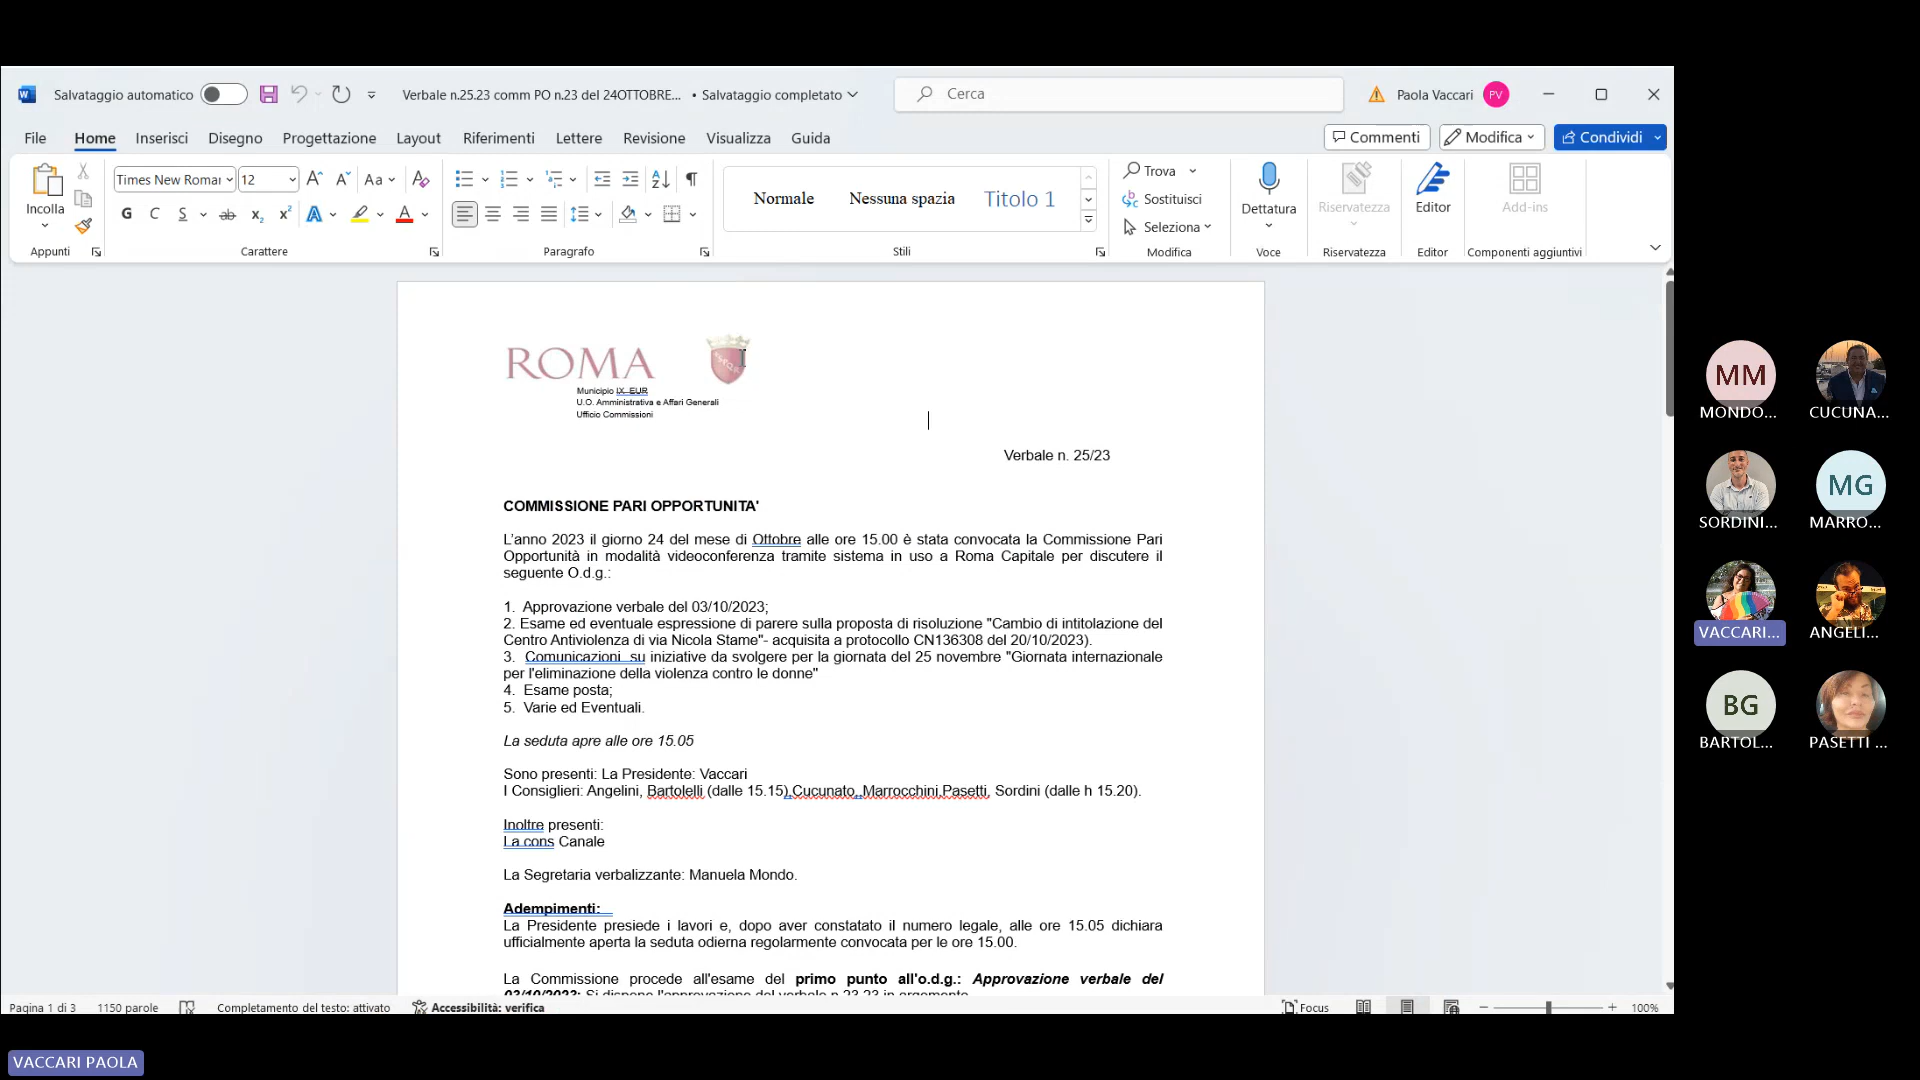 Salvataggio automatico
Verbale n.25.23 comm PO n.23 del 24OTTOBRE... • Salvataggio completato
Cerca
Paola Vaccari PV
File Home Inserisci Disegno Progettazione Layout Riferimenti Lettere Revisione Visualizza Guida
Commenti Modifica Condividi
Incolla
Times New Roman 12
Normale Nessuna spazia Titolo 1
Trova
Sostituisci
Seleziona
Dettatura
Riservatezza
Editor
Add-ins
Appunti Carattere Paragrafo Stili Modifica Voce Riservatezza Editor Componenti aggiuntivi
ROMA
SPQR
Municipio IX EUR
U.O. Amministrativa e Affari Generali
Ufficio Commissioni
Verbale n. 25/23
COMMISSIONE PARI OPPORTUNITA'
L'anno 2023 il giorno 24 del mese di Ottobre alle ore 15.00 è stata convocata la Commissione Pari
Opportunità in modalità videoconferenza tramite sistema in uso a Roma Capitale per discutere il
seguente O.d.g.:
1. Approvazione verbale del 03/10/2023;
2. Esame ed eventuale espressione di parere sulla proposta di risoluzione "Cambio di intitolazione del
Centro Antiviolenza di via Nicola Stame"- acquisita a protocollo CN136308 del 20/10/2023).
3. Comunicazioni su iniziative da svolgere per la giornata del 25 novembre "Giornata internazionale
per l'eliminazione della violenza contro le donne"
4. Esame posta;
5. Varie ed Eventuali.
La seduta apre alle ore 15.05
Sono presenti: La Presidente: Vaccari
I Consiglieri: Angelini, Bartolelli (dalle 15.15),Cucunato,,Marrocchini,Pasetti, Sordini (dalle h 15.20).
Inoltre presenti:
La cons Canale
La Segretaria verbalizzante: Manuela Mondo.
Adempimenti:
La Presidente presiede i lavori e, dopo aver constatato il numero legale, alle ore 15.05 dichiara
ufficialmente aperta la seduta odierna regolarmente convocata per le ore 15.00.
La Commissione procede all'esame del primo punto all'o.d.g.: Approvazione verbale del
03/10/2023: Si dispone l'approvazione del verbale n.23.23 in argomento.
Pagina 1 di 3 1150 parole Completamento del testo: attivato Accessibilità: verifica Focus 100%
MM
MONDO...
CUCUNA...
SORDINI...
MG
MARRO...
VACCARI...
ANGELI...
BG
BARTOL...
PASETTI ...
VACCARI PAOLA